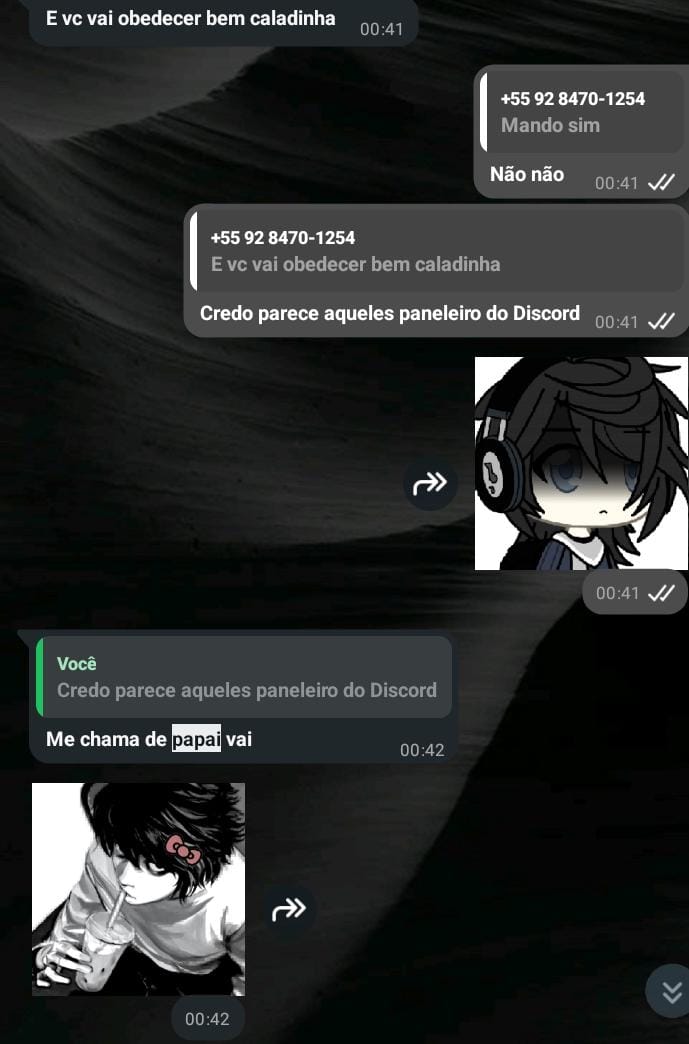 E vc vai obedecer bem caladinha
00:41
+55 92 8470-1254
Mando sim
Não não
00:41
+55 92 8470-1254
E vc vai obedecer bem caladinha
Credo parece aqueles paneleiro do Discord
00:41
00:41
Você
Credo parece aqueles paneleiro do Discord
Me chama de papai vai
00:42
00:42